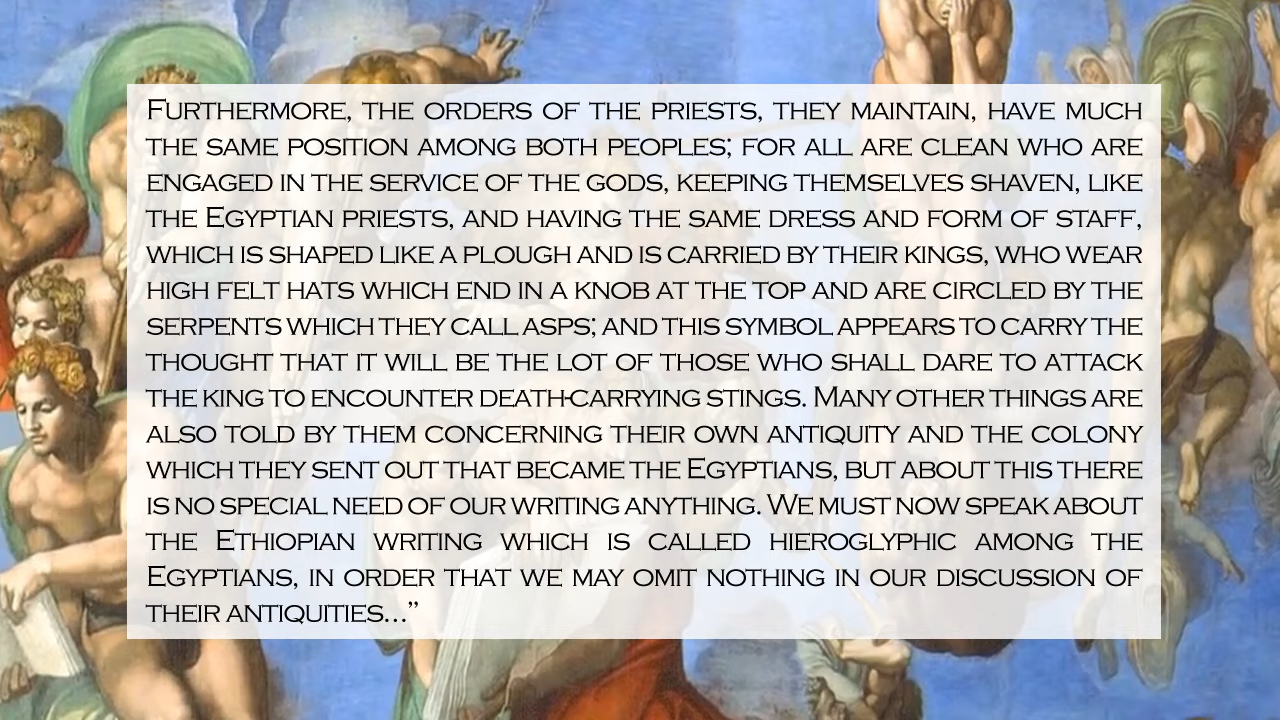 Furthermore, the orders of the priests, they maintain, have much
the same position among both peoples; for all are clean who are
engaged in the service of the gods, keeping themselves shaven, like
the Egyptian priests, and having the same dress and form of staff,
which is shaped like a plough and is carried by their kings, who wear
high felt hats which end in a knob at the top and are circled by the
serpents which they call asps; and this symbol appears to carry the
thought that it will be the lot of those who shall dare to attack
the king to encounter death-carrying stings. Many other things are
also told by them concerning their own antiquity and the colony
which they sent out that became the Egyptians, but about this there
is no special need of our writing anything. We must now speak about
the Ethiopian writing which is called hieroglyphic among the
Egyptians, in order that we may omit nothing in our discussion of
their antiquities…”